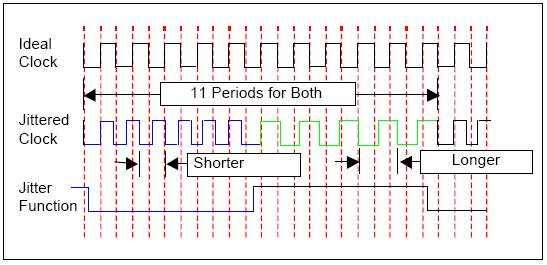 Ideal
Clock
11 Periods for Both
Jittered
Clock
Shorter
Longer
Jitter
Function